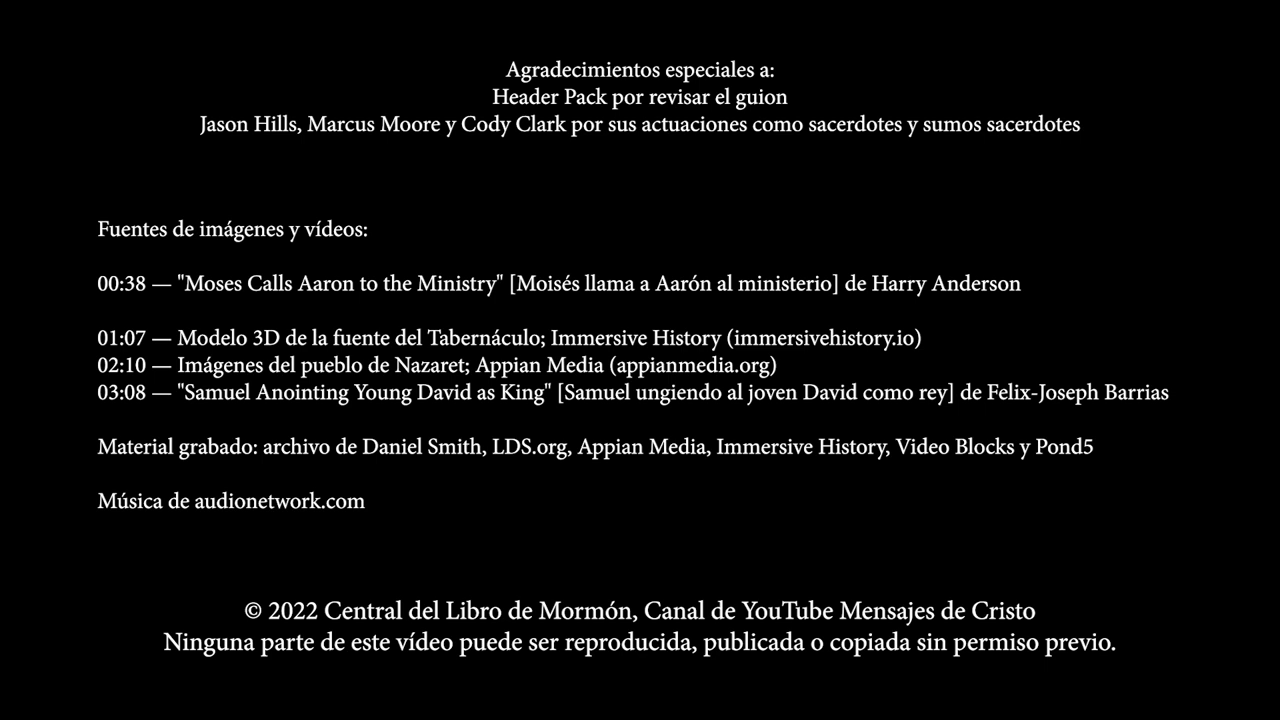 Agradecimientos especiales a:
Header Pack por revisar el guion
Jason Hills, Marcus Moore y Cody Clark por sus actuaciones como sacerdotes y sumos sacerdotes
Fuentes de imágenes y vídeos:
00:38 — "Moses Calls Aaron to the Ministry" [Moisés llama a Aarón al ministerio] de Harry Anderson
01:07 — Modelo 3D de la fuente del Tabernáculo; Immersive History (immersivehistory.io)
02:10 — Imágenes del pueblo de Nazaret; Appian Media (appianmedia.org)
03:08 — "Samuel Anointing Young David as King" [Samuel ungiendo al joven David como rey] de Felix-Joseph Barrias
Material grabado: archivo de Daniel Smith, LDS.org, Appian Media, Immersive History, Video Blocks y Pond5
Música de audionetwork.com
© 2022 Central del Libro de Mormón, Canal de YouTube Mensajes de Cristo
Ninguna parte de este vídeo puede ser reproducida, publicada o copiada sin permiso previo.